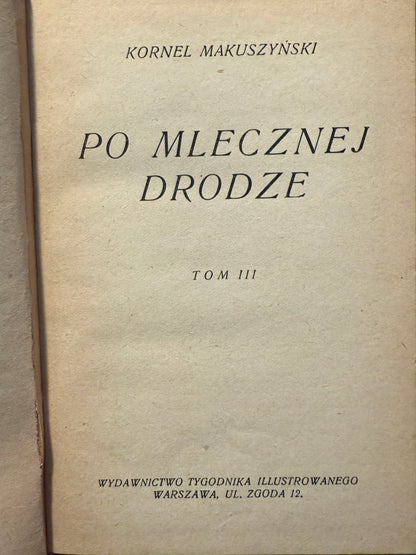 KORNEL MAKUSZYŃSKI
PO MLECZNEJ
DRODZE
TOM III
WYDAWNICTWO TYGODNIKA ILLUSTROWANEGO
WARSZAWA, UL. ZGODA 12.